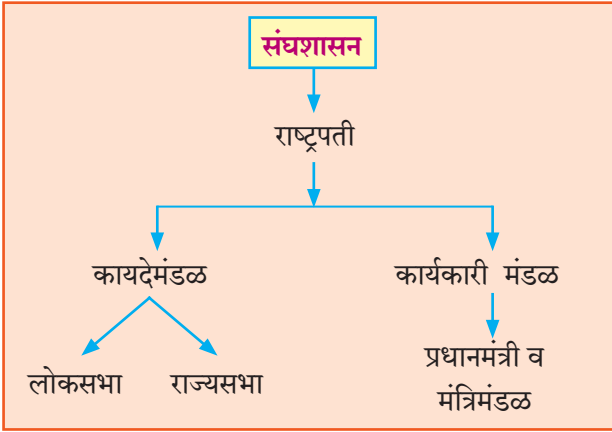 संघशासन
राष्ट्रपती
कायदेमंडळ
कार्यकारी मंडळ
लोकसभा
राज्यसभा
प्रधानमंत्री व
मंत्रिमंडळ